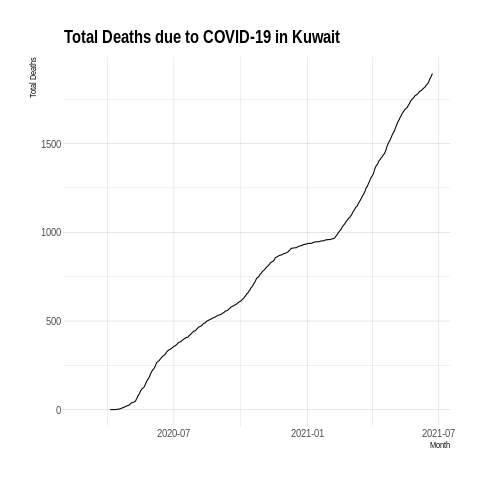 Total Deaths due to COVID-19 in Kuwait
Total Deaths
1500
1000
500
0
2020-07
2021-01
2021-07
Month